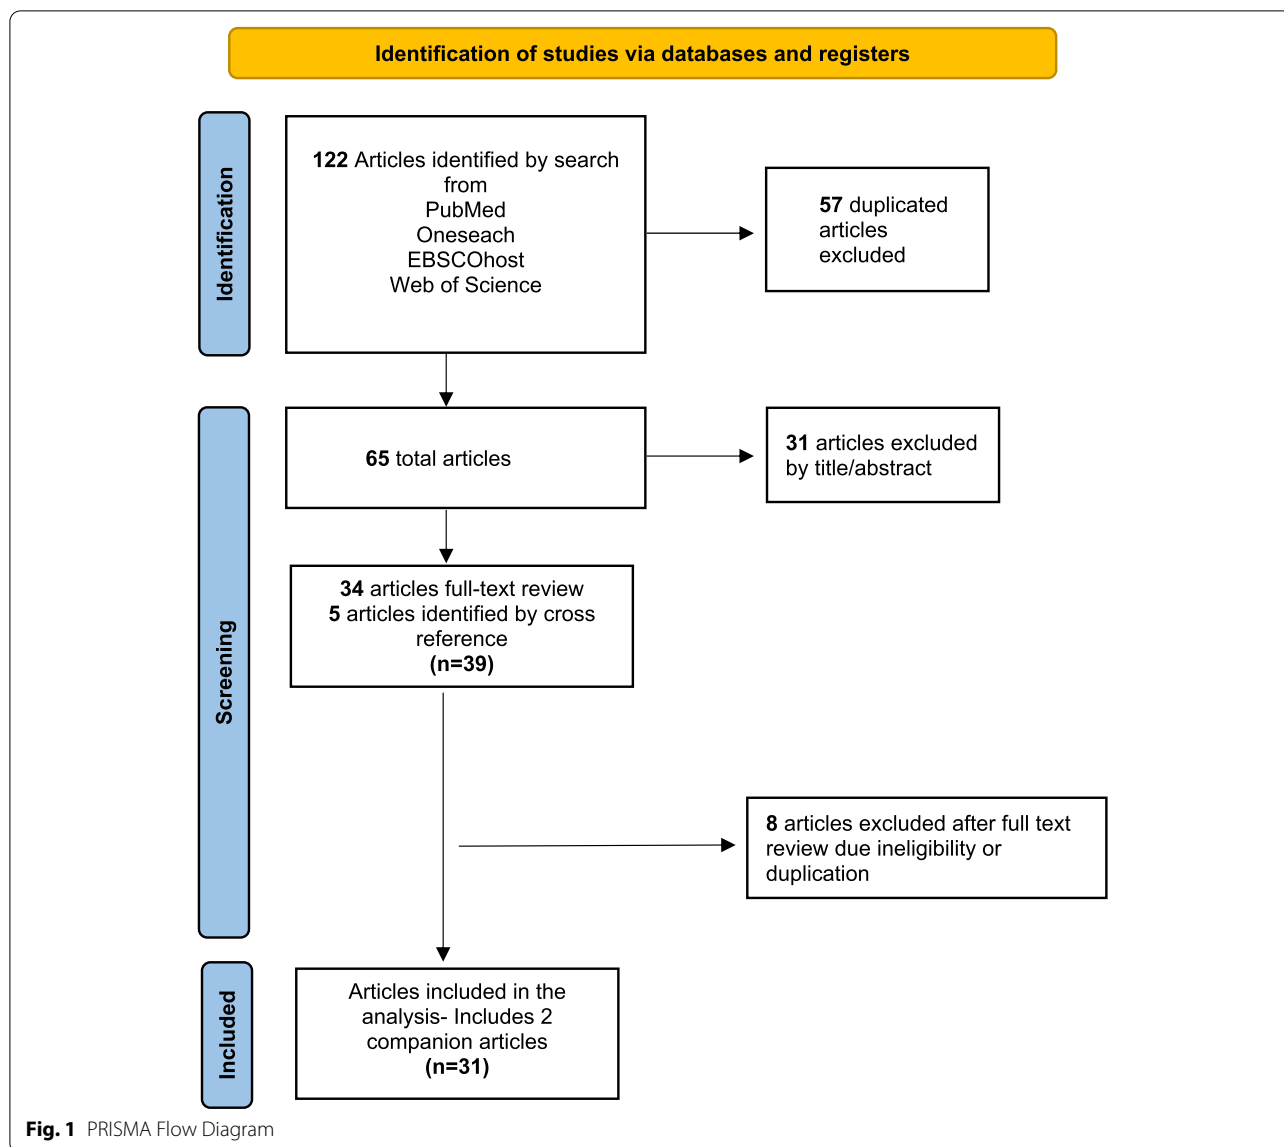 Identification of studies via databases and registers
Identification
122 Articles identified by search
from
PubMed
Oneseach
EBSCOhost
Web of Science
57 duplicated
articles
excluded
Screening
65 total articles
31 articles excluded
by title/abstract
34 articles full-text review
5 articles identified by cross
reference
(n=39)
8 articles excluded after full text
review due ineligibility or
duplication
Included
Articles included in the
analysis- Includes 2
companion articles
(n=31)
Fig. 1 PRISMA Flow Diagram